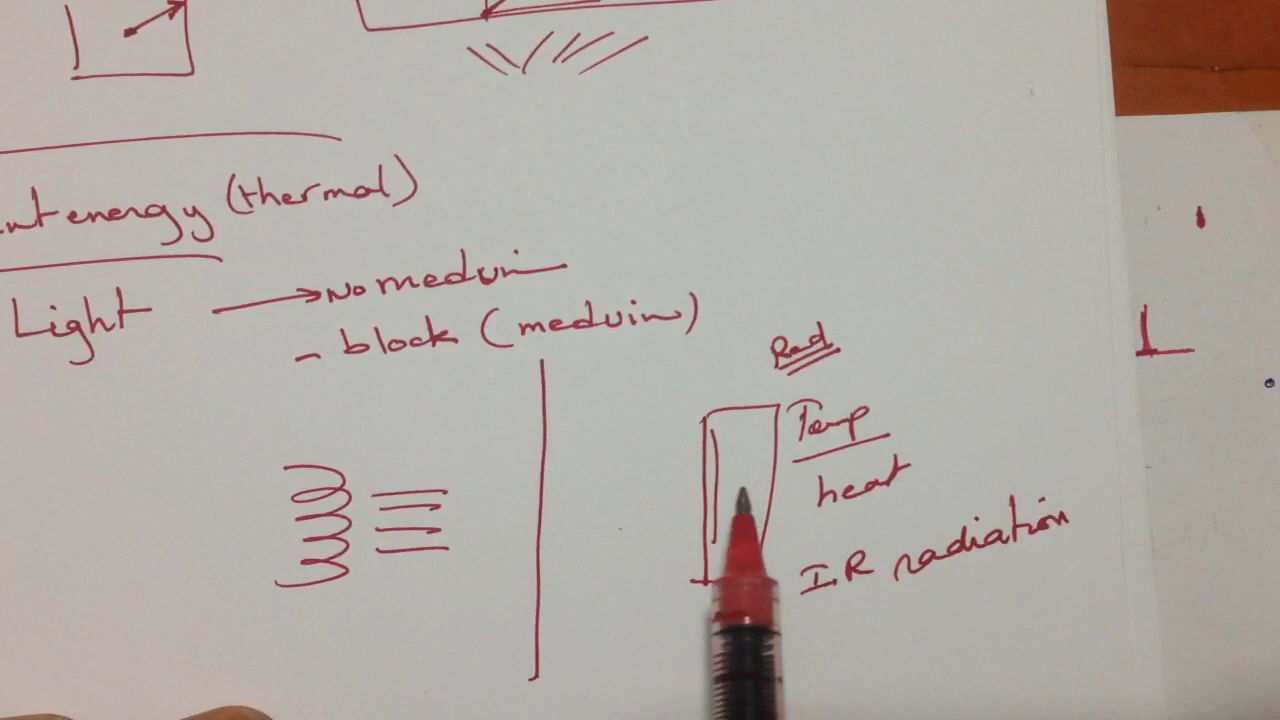 energy (thermal)
Light → No medium
- block (medium)
Rad
Temp
heat
IR radiation